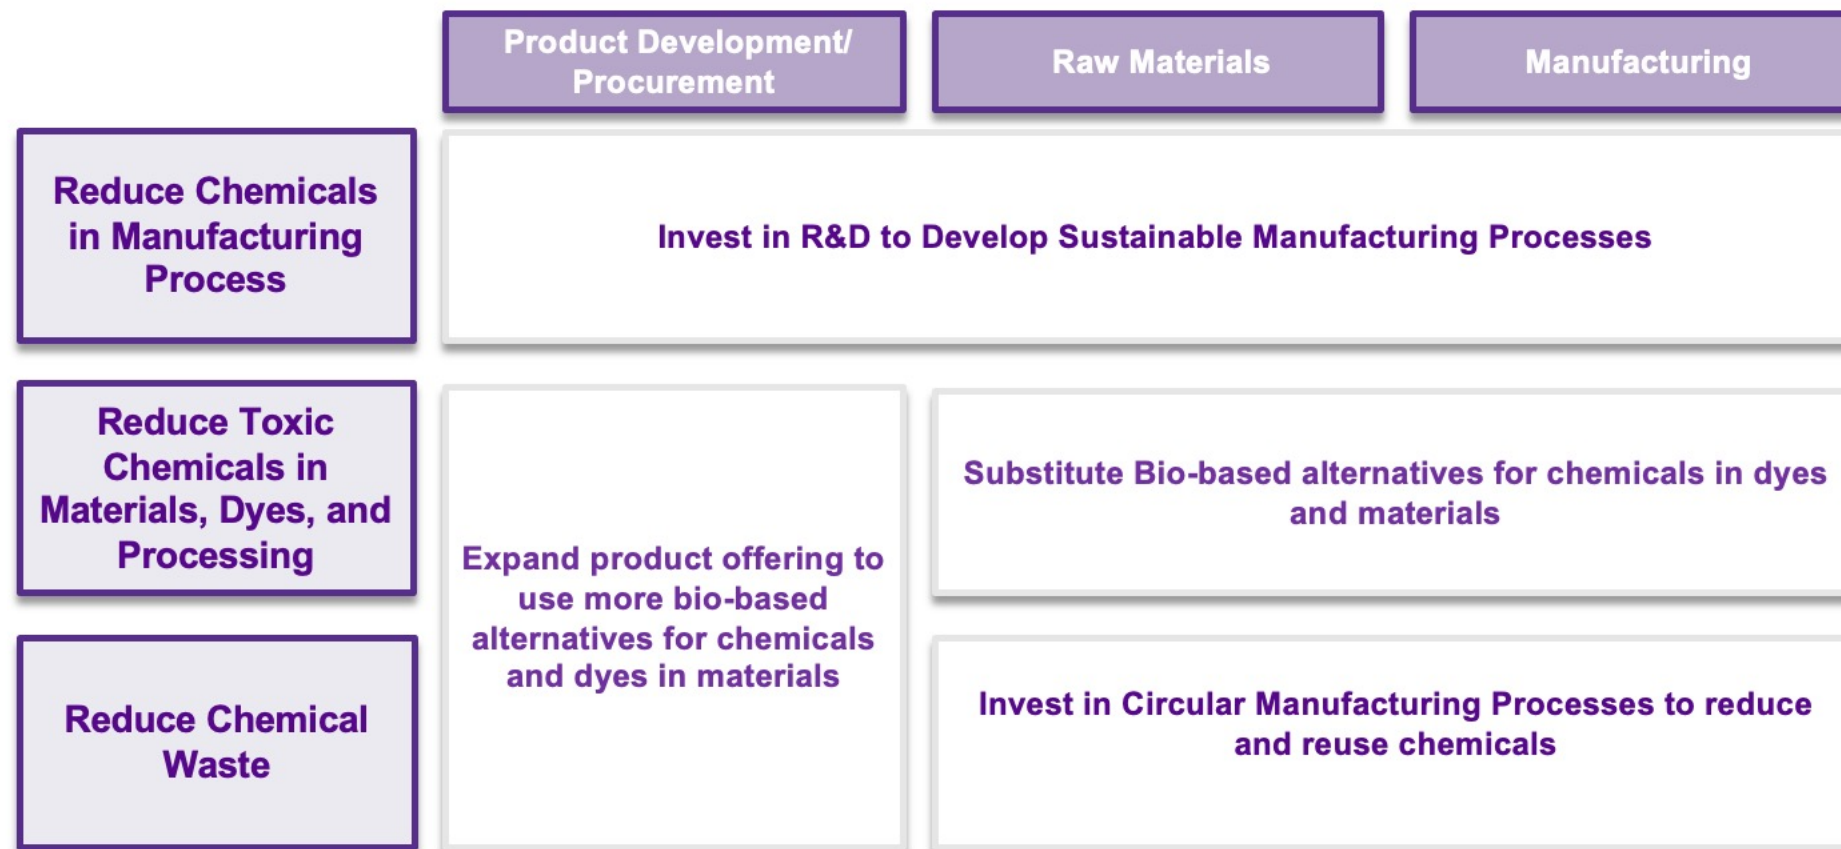 Product Development/
Procurement
Raw Materials
Manufacturing
Reduce Chemicals
in Manufacturing
Process
Invest in R&D to Develop Sustainable Manufacturing Processes
Reduce Toxic
Chemicals in
Materials, Dyes, and
Processing
Expand product offering to
use more bio-based
alternatives for chemicals
and dyes in materials
Substitute Bio-based alternatives for chemicals in dyes
and materials
Reduce Chemical
Waste
Invest in Circular Manufacturing Processes to reduce
and reuse chemicals